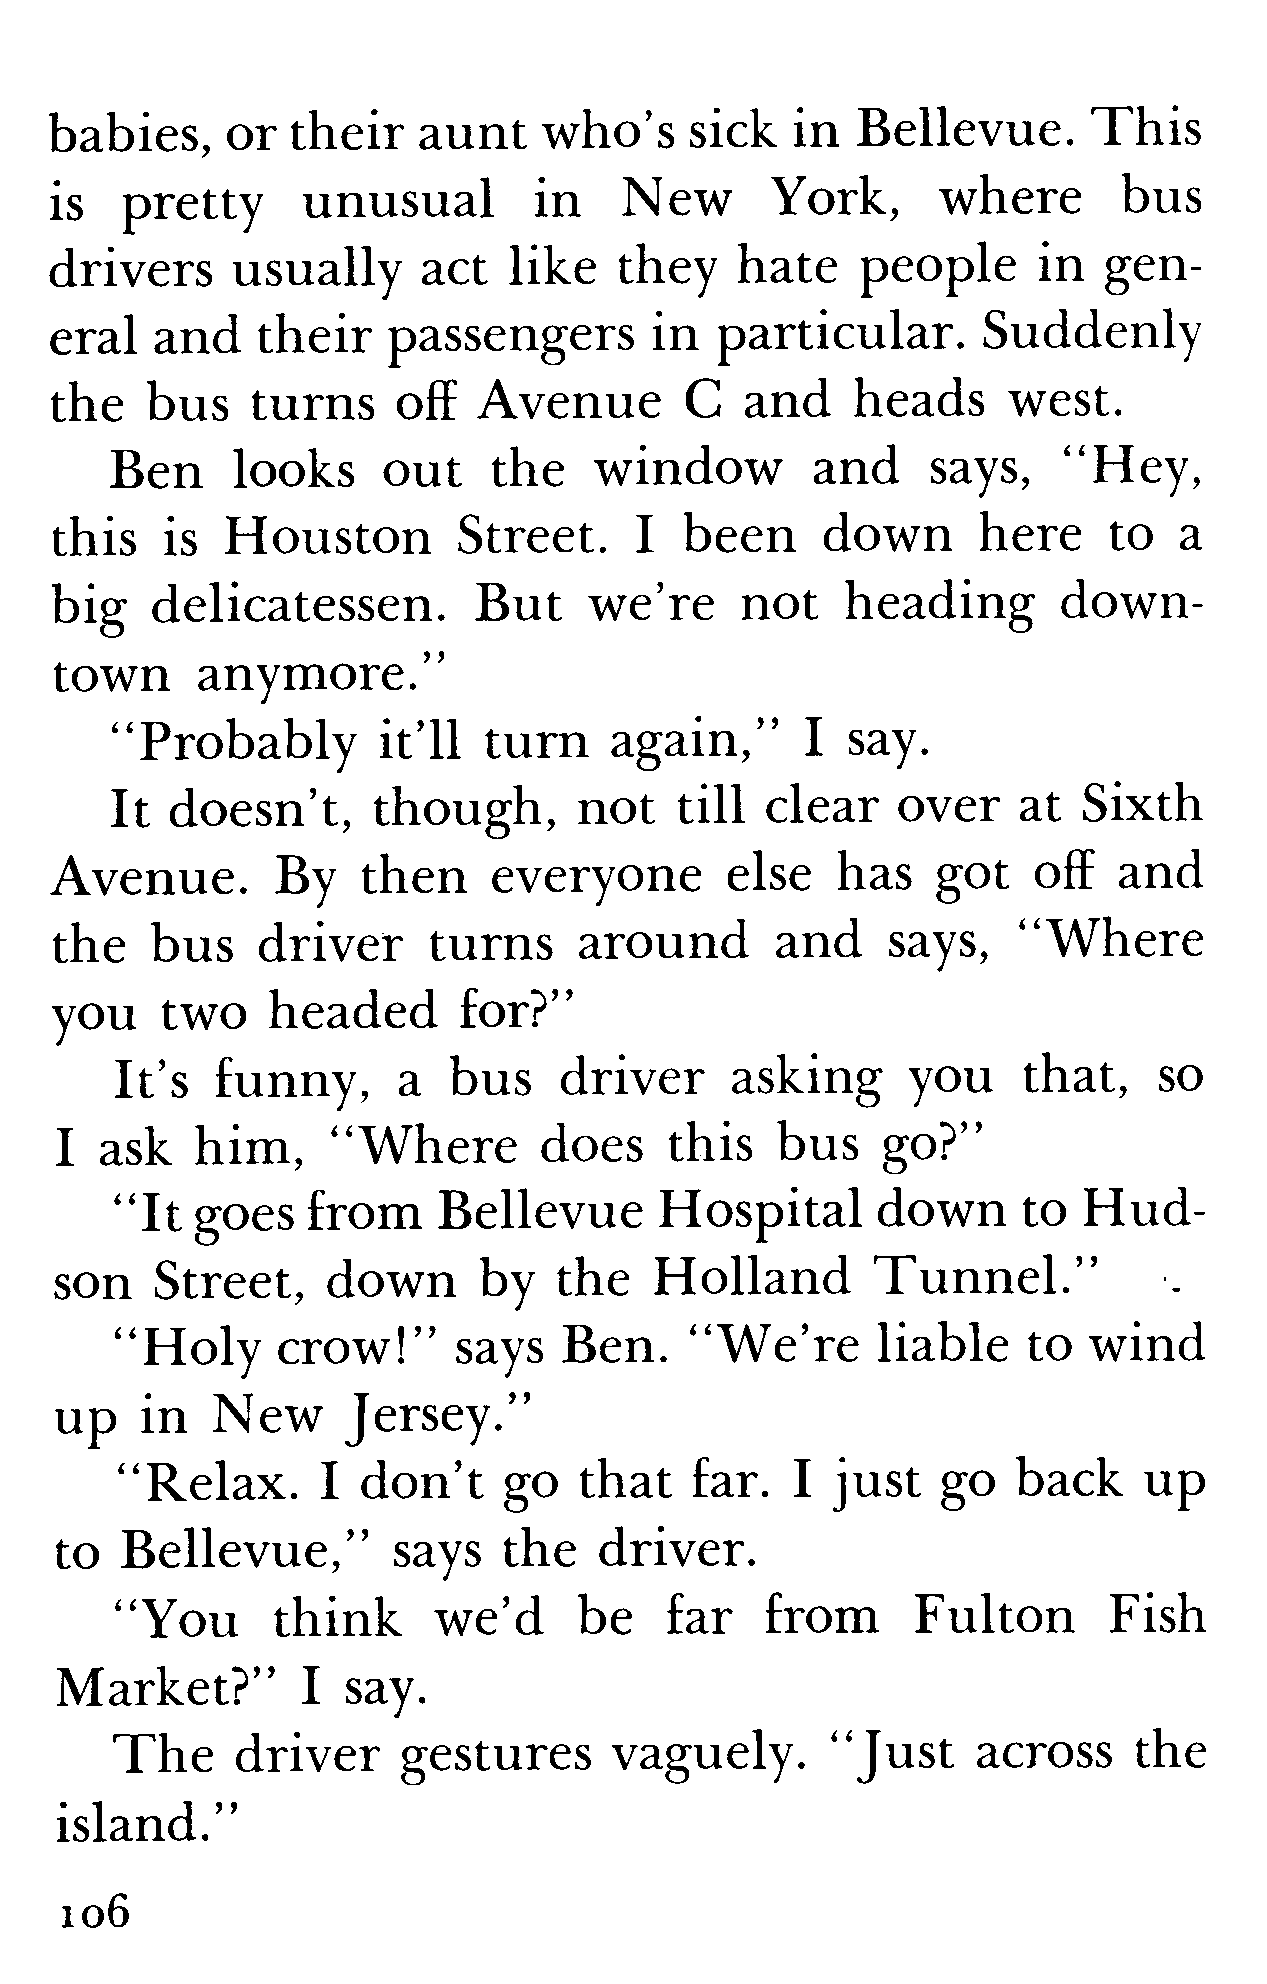 babies, or their aunt who's sick in Bellevue. This
is pretty unusual in New York, where bus
drivers usually act like they hate people in gen-
eral and their passengers in particular. Suddenly
the bus turns off Avenue C and heads west.
Ben looks out the window and says, "Hey,
this is Houston Street. I been down here to a
big delicatessen. But we're not heading down-
town anymore."
"Probably it'll turn again," I say.
It doesn't, though, not till clear over at Sixth
Avenue. By then everyone else has got off and
the bus driver turns around and says, "Where
you two headed for?"
It's funny, a bus driver asking you that, so
I ask him, "Where does this bus go?"
"It goes from Bellevue Hospital down to Hud-
son Street, down by the Holland Tunnel."
"Holy crow!" says Ben. "We're liable to wind
up in New Jersey."
"Relax. I don't go that far. I just go back up
to Bellevue," says the driver.
"You think we'd be far from Fulton Fish
Market?" I say.
The driver gestures vaguely. "Just across the
island."
106